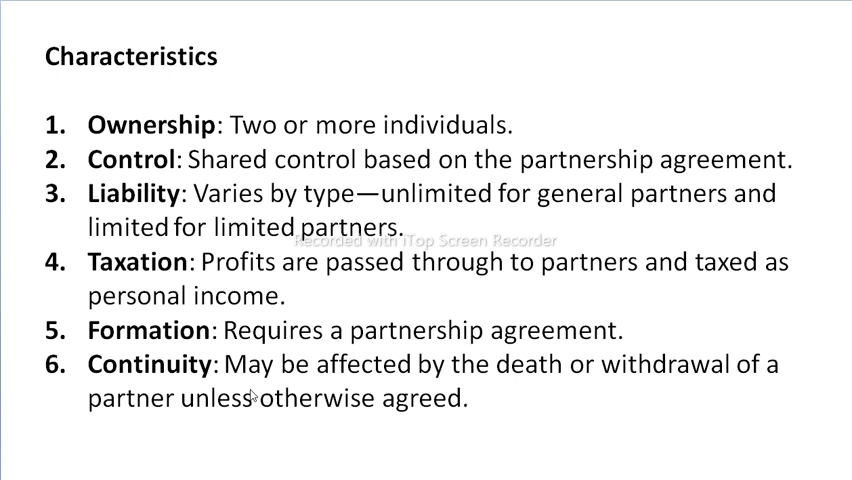 Characteristics
1. Ownership: Two or more individuals.
2. Control: Shared control based on the partnership agreement.
3. Liability: Varies by type—unlimited for general partners and
limited for limited partners.
Recorded with iTop Screen Recorder
4. Taxation: Profits are passed through to partners and taxed as
personal income.
5. Formation: Requires a partnership agreement.
6. Continuity: May be affected by the death or withdrawal of a
partner unless otherwise agreed.